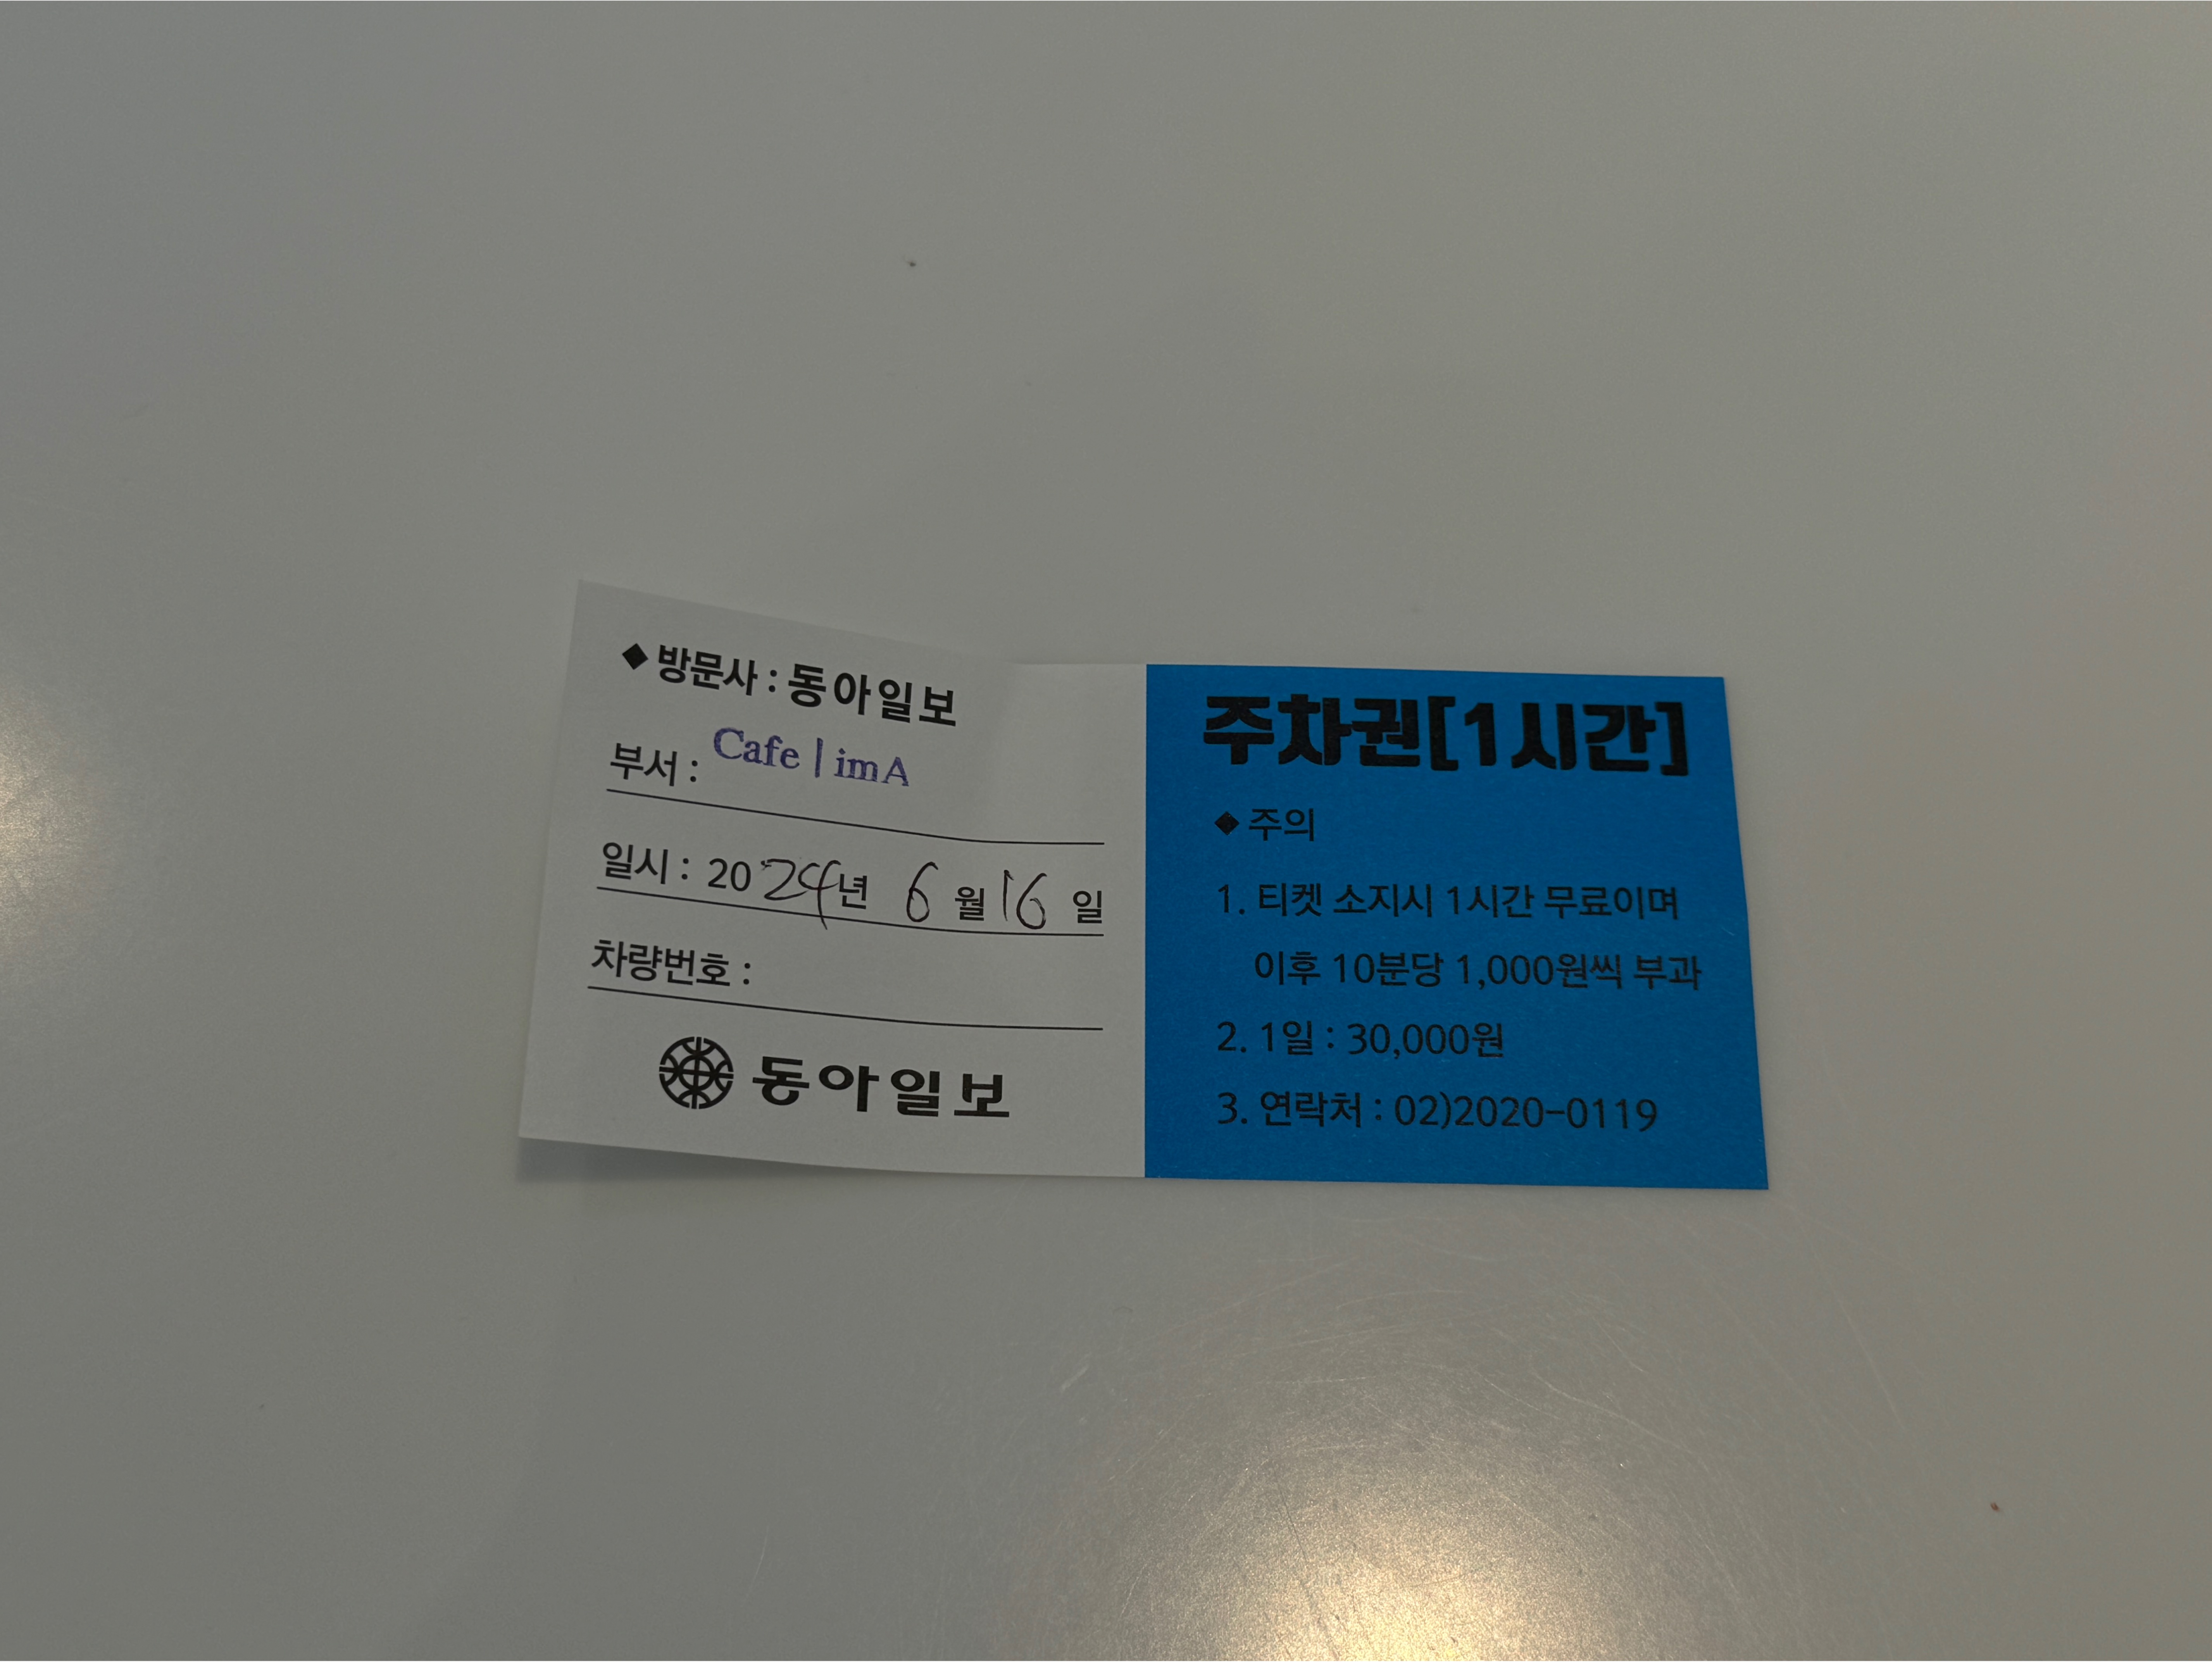 ◆ 방문사 : 동아일보
부서 : Cafe | imA
일시 : 2024년 6월 16일
차량번호 :
동아일보
주차권[1시간]
◆ 주의
1. 티켓 소지시 1시간 무료이며
이후 10분당 1,000원씩 부과
2. 1일 : 30,000원
3. 연락처 : 02)2020-0119